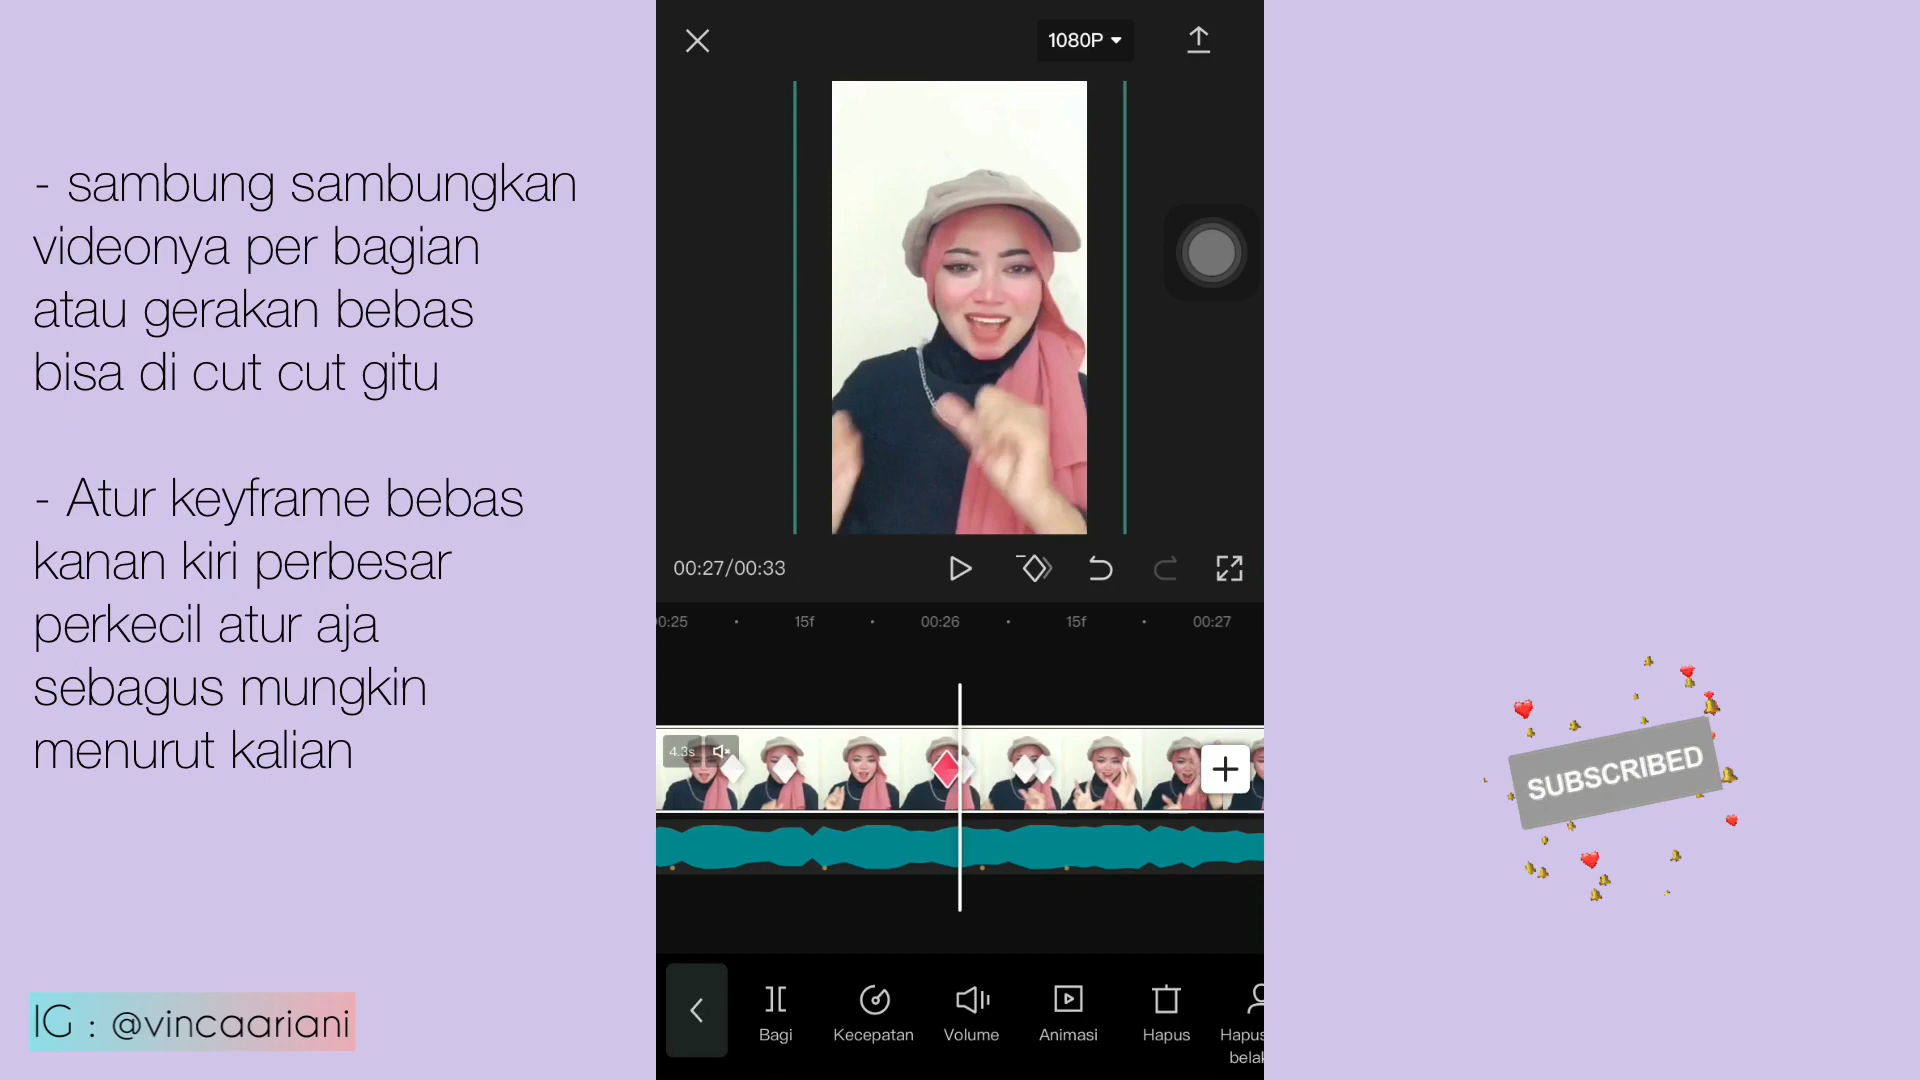 - sambung sambungkan
videonya per bagian
atau gerakan bebas
bisa di cut cut gitu
- Atur keyframe bebas
kanan kiri perbesar
perkecil atur aja
sebagus mungkin
menurut kalian
IG : @vincaariani
1080P
00:27/00:33
0:25 15f 00:26 15f 00:27
4.3s
Bagi Kecepatan Volume Animasi Hapus Hapus
belak
SUBSCRIBED